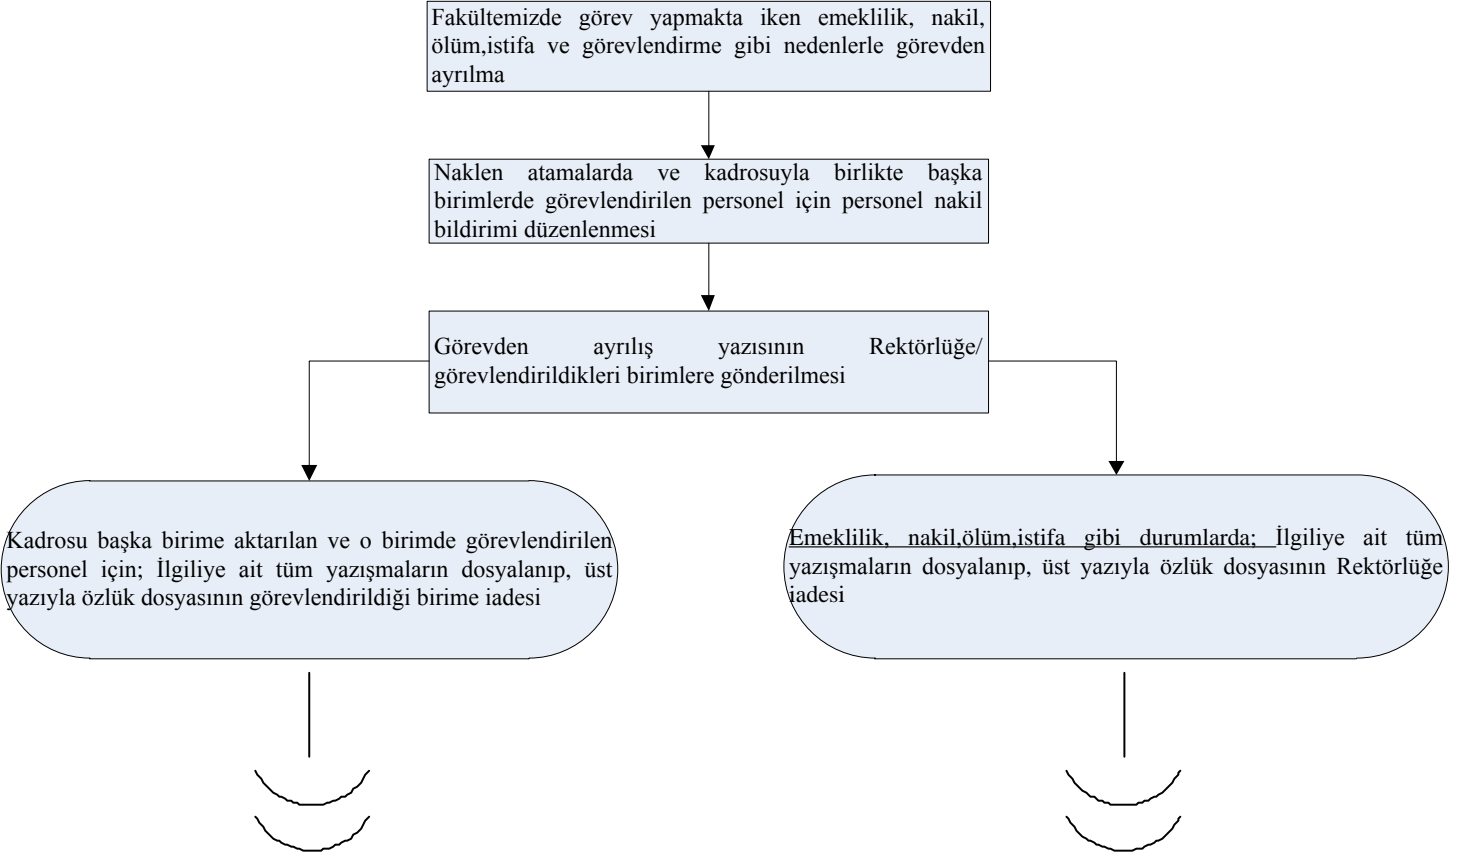 Fakültemizde görev yapmakta iken emeklilik, nakil,
ölüm,istifa ve görevlendirme gibi nedenlerle görevden
ayrılma
Naklen atamalarda ve kadrosuyla birlikte başka
birimlerde görevlendirilen personel için personel nakil
bildirimi düzenlenmesi
Görevden ayrılış yazısının Rektörlüğe/
görevlendirildikleri birimlere gönderilmesi
Kadrosu başka birime aktarılan ve o birimde görevlendirilen
personel için; İlgiliye ait tüm yazışmaların dosyalanıp, üst
yazıyla özlük dosyasının görevlendirildiği birime iadesi
Emeklilik, nakil,ölüm,istifa gibi durumlarda; İlgiliye ait tüm
yazışmaların dosyalanıp, üst yazıyla özlük dosyasının Rektörlüğe
iadesi